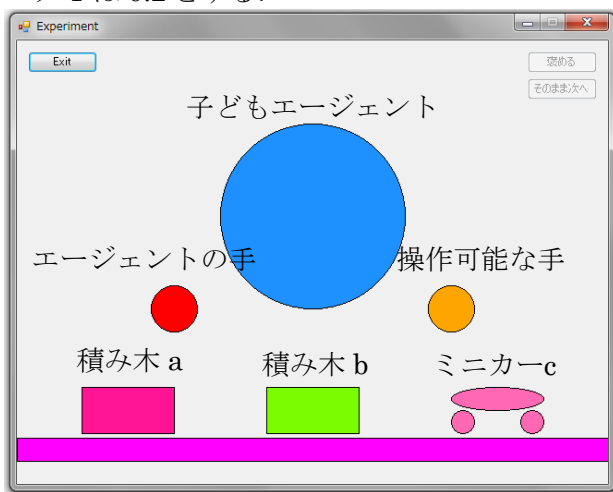 Experiment
Exit
褒める
そのまま次へ
子どもエージェント
エージェントの手
操作可能な手
積み木 a
積み木 b
ミニカーc